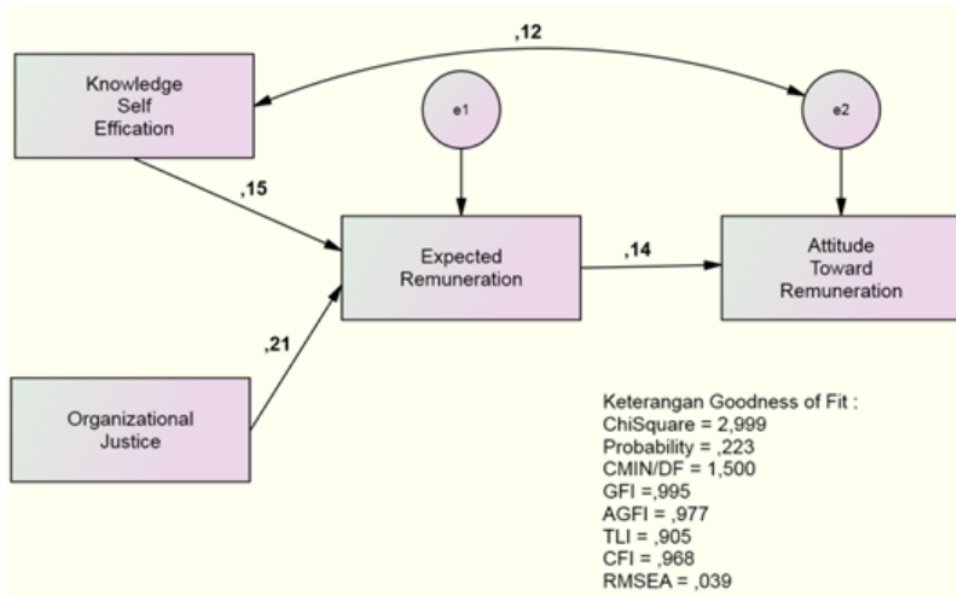 ,12
Knowledge
Self
Effication
e1
e2
,15
Expected
Remuneration
,14
Attitude
Toward
Remuneration
,21
Organizational
Justice
Keterangan Goodness of Fit :
ChiSquare = 2,999
Probability = ,223
CMIN/DF = 1,500
GFI =,995
AGFI = ,977
TLI = ,905
CFI = ,968
RMSEA = ,039